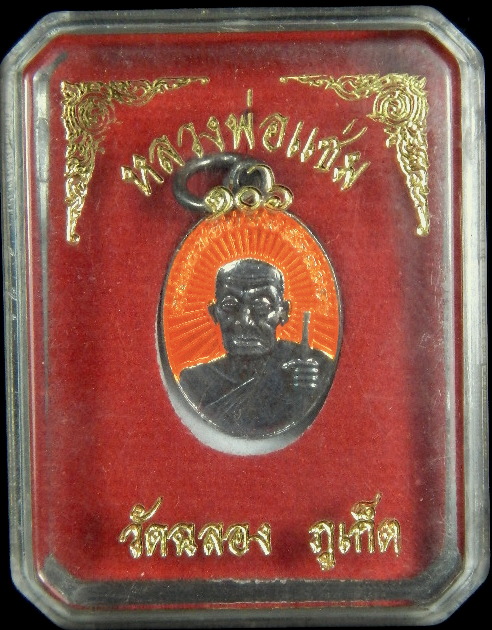 หลวงพ่อแช่ม
๑๐๖
วัดฉลอง ภูเก็ต